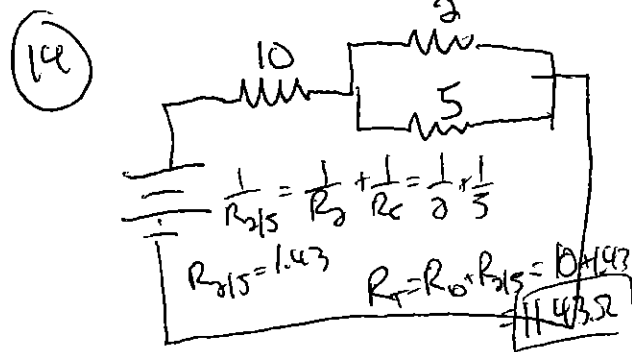 14
2
10
5
1/R2|5 = 1/R2 + 1/R5 = 1/2 + 1/5
R2|5 = 1.43
RT = R10 + R2|5 = 10 + 1.43
= 11.43Ω